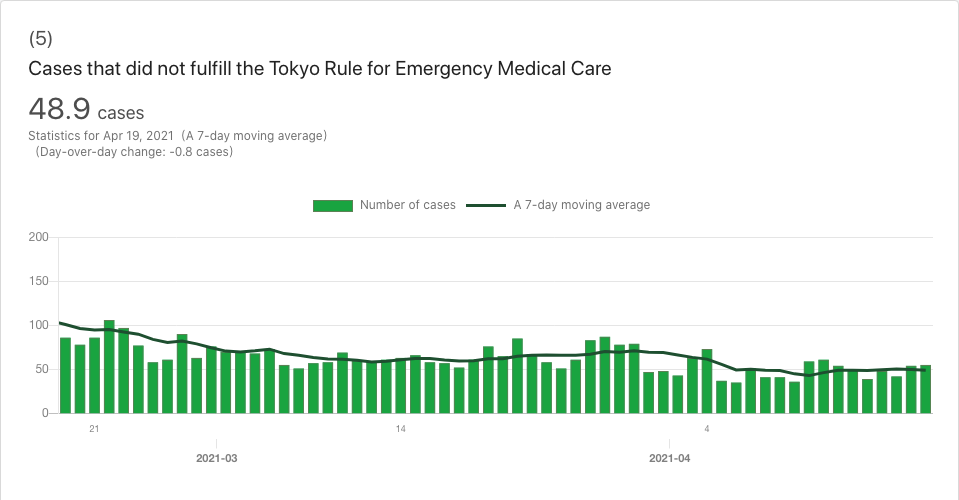 (5)
Cases that did not fulfill the Tokyo Rule for Emergency Medical Care
48.9 cases
Statistics for Apr 19, 2021 (A 7-day moving average)
(Day-over-day change: -0.8 cases)
Number of cases A 7-day moving average
200
150
100
50
0
21 14 4
2021-03 2021-04